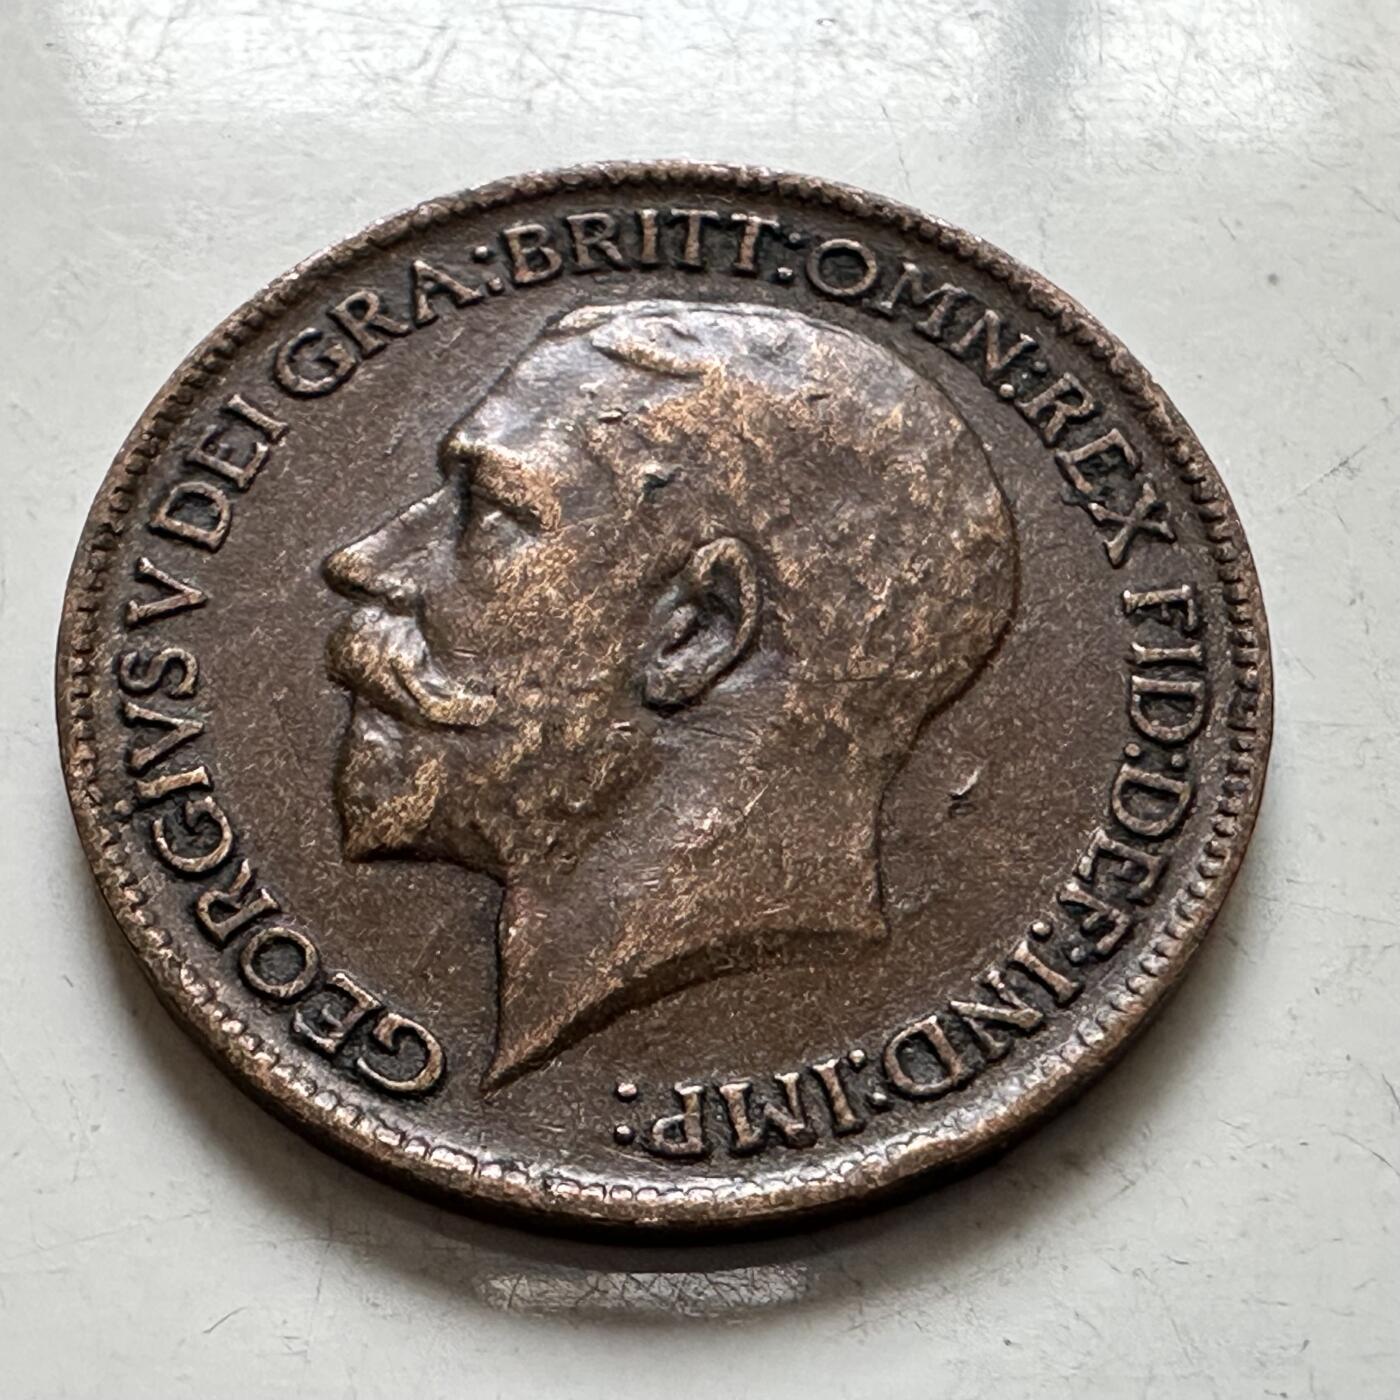 GEORGIVS V DEI GRA:BRITT:OMN:REX FID:DEF:IND:IMP: